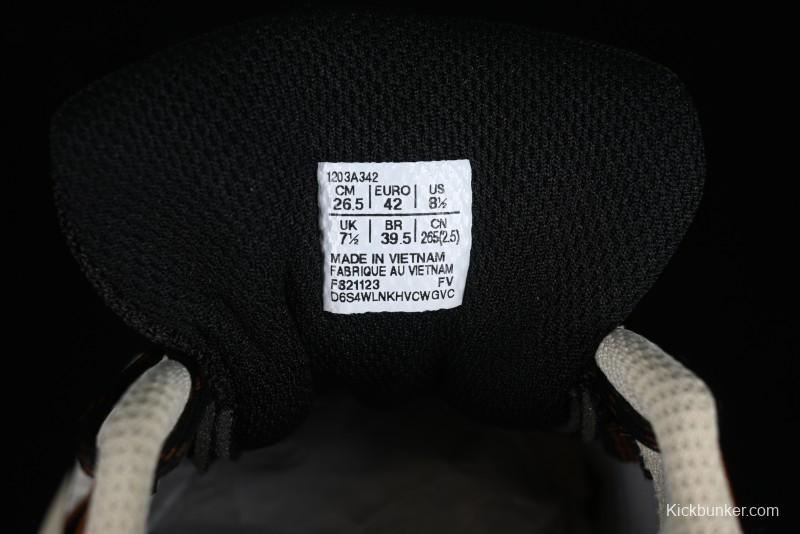 1203A342
CM | EURO | US
26.5 | 42 | 8½
UK | BR | CN
7½ | 39.5 | 265(2.5)
MADE IN VIETNAM
FABRIQUE AU VIETNAM
F821123 FV
D6S4WLNKHVCWGVC
Kickbunker.com